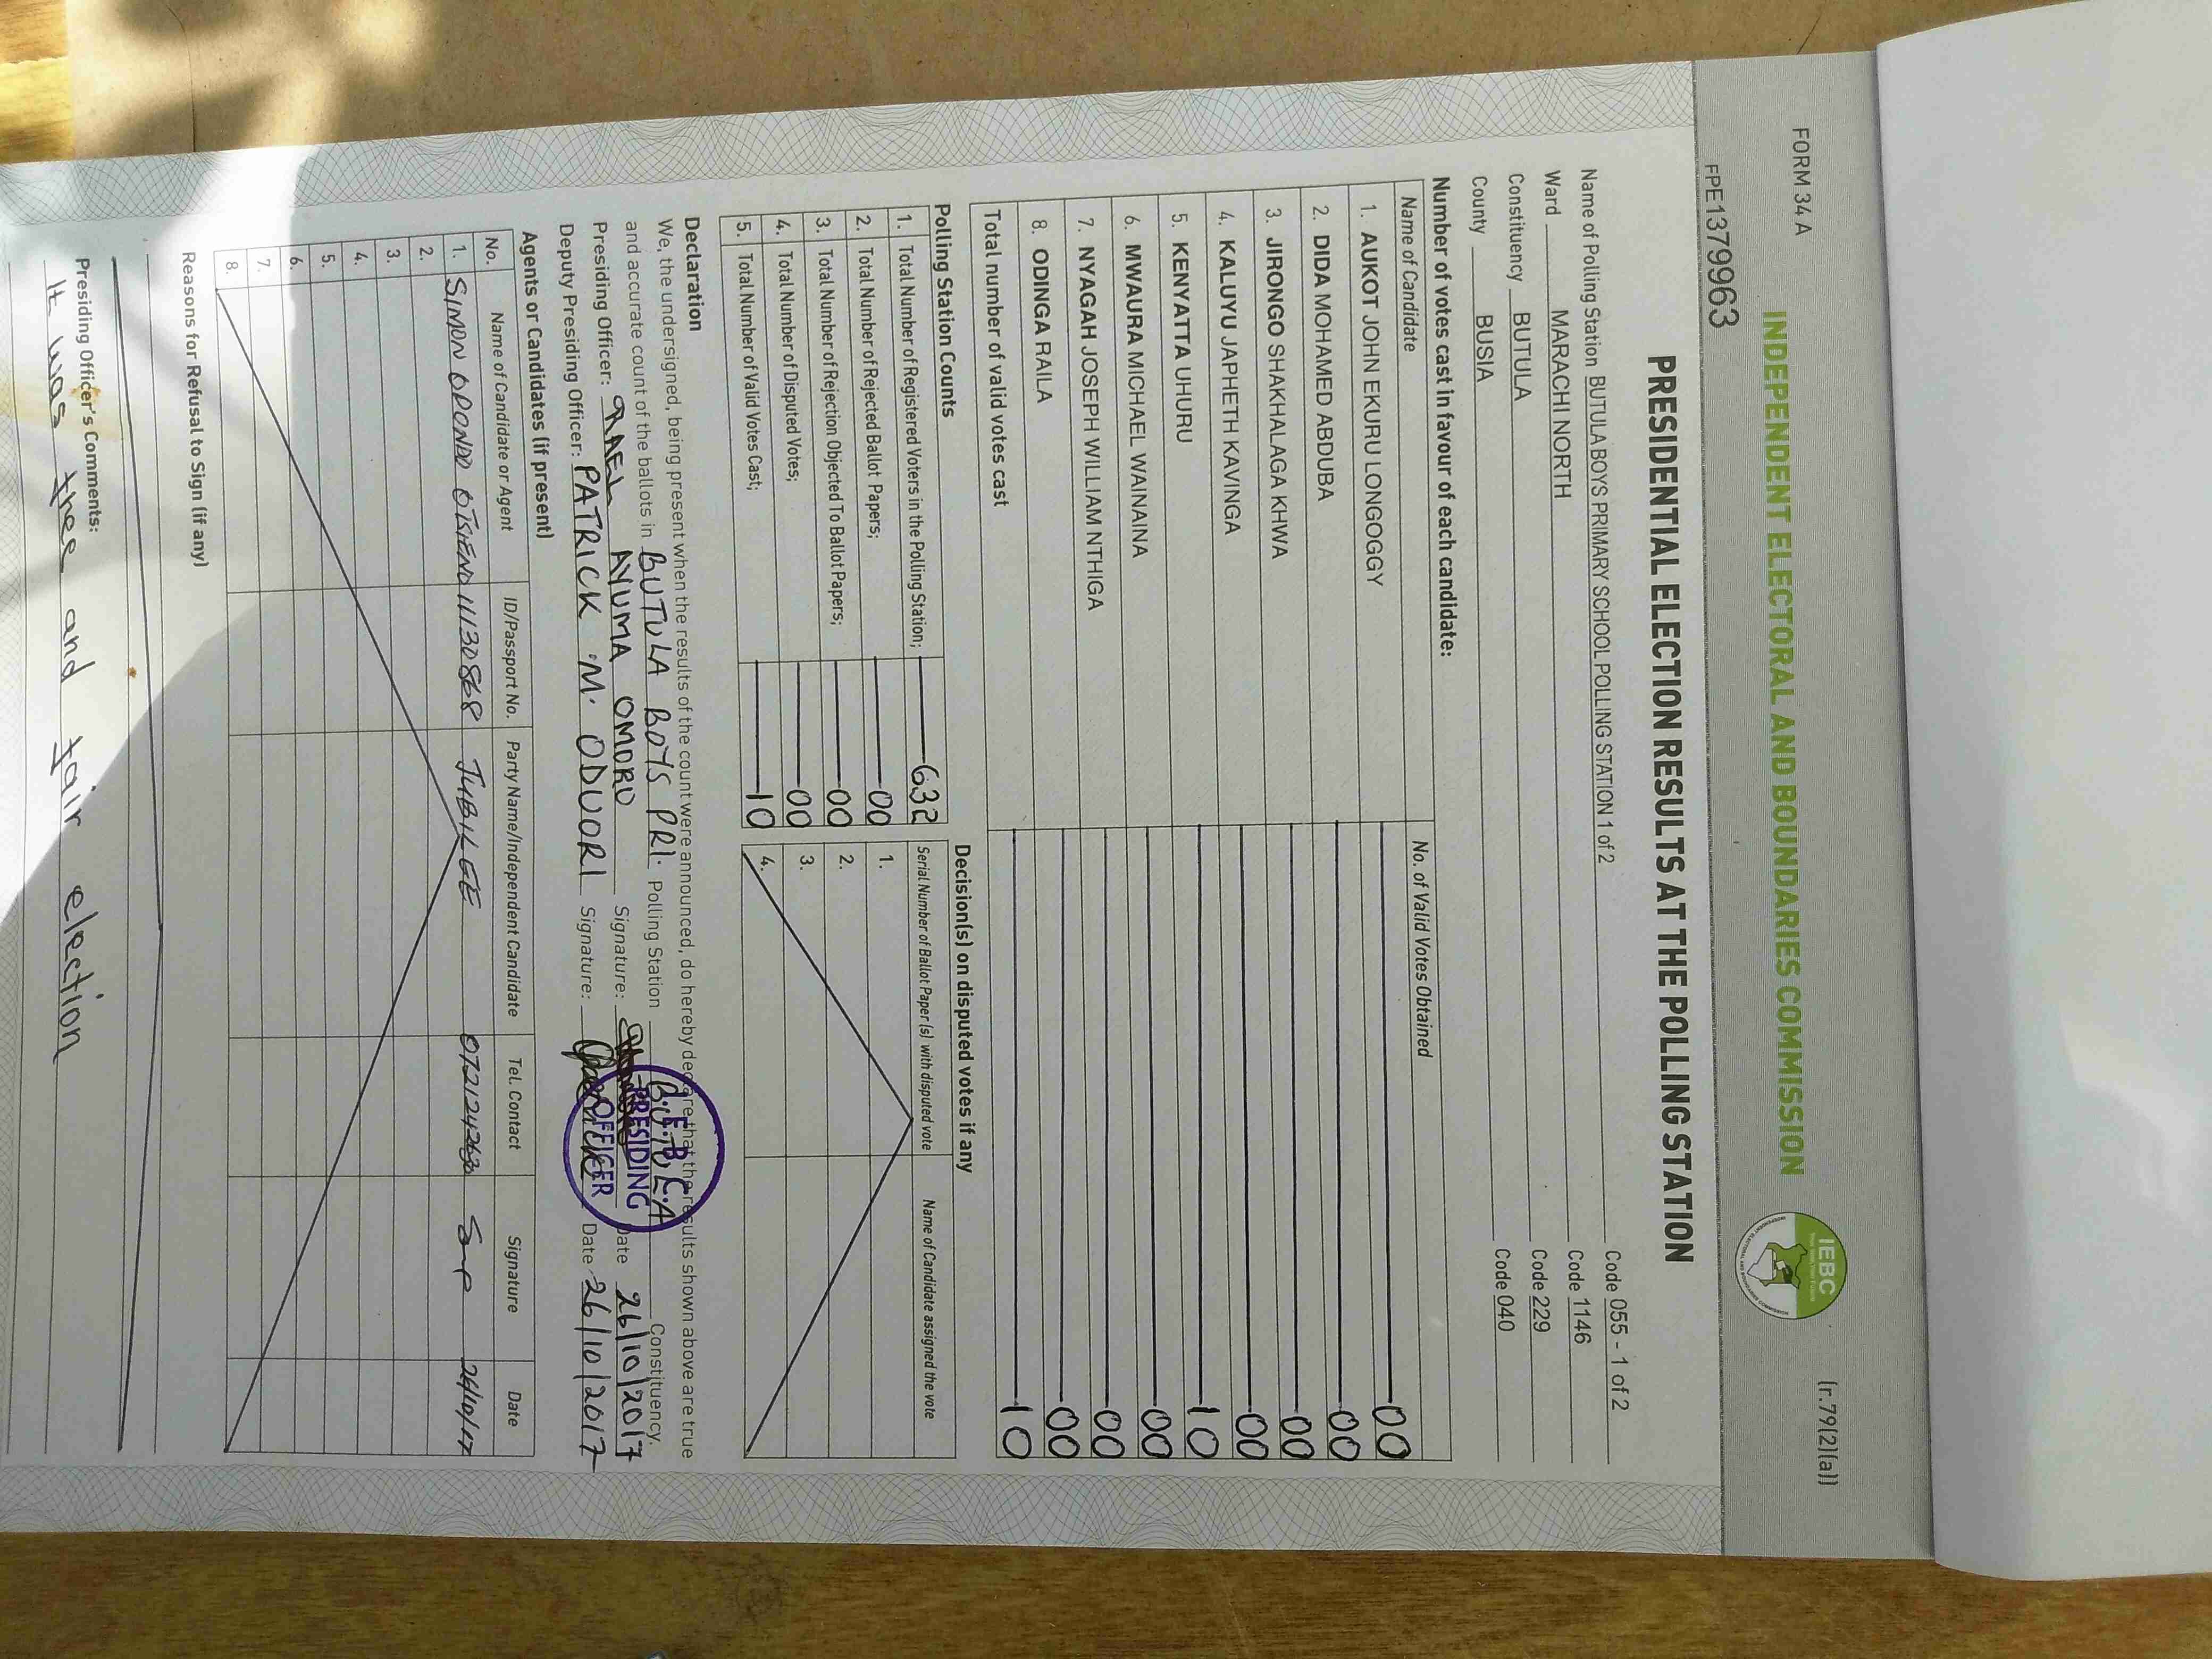 FORM 34 A
(r.79(2)(a))
INDEPENDENT ELECTORAL AND BOUNDARIES COMMISSION
IEBC
FPE1379963
PRESIDENTIAL ELECTION RESULTS AT THE POLLING STATION
Name of Polling Station BUTULA BOYS PRIMARY SCHOOL POLLING STATION 1 of 2 Code 055 - 1 of 2
Ward MARACHI NORTH Code 1146
Constituency BUTULA Code 229
County BUSIA Code 040
Number of votes cast in favour of each candidate:
Name of Candidate No. of Valid Votes Obtained
1. AUKOT JOHN EKURU LONGOGGY 00
2. DIDA MOHAMED ABDUBA 00
3. JIRONGO SHAKHALAGA KHWA 00
4. KALUYU JAPHETH KAVINGA 00
5. KENYATTA UHURU 10
6. MWAURA MICHAEL WAINAINA 00
7. NYAGAH JOSEPH WILLIAM NTHIGA 00
8. ODINGA RAILA 00
Total number of valid votes cast 10
Polling Station Counts
1. Total Number of Registered Voters in the Polling Station; 632
2. Total Number of Rejected Ballot Papers; 00
3. Total Number of Rejection Objected To Ballot Papers; 00
4. Total Number of Disputed Votes; 00
5. Total Number of Valid Votes Cast; 10
Decision(s) on disputed votes if any
Serial Number of Ballot Paper (s) with disputed vote Name of Candidate assigned the vote
1.
2.
3.
4.
Declaration
We, the undersigned, being present when the results of the count were announced, do hereby declare that the results shown above are true
and accurate count of the ballots in BUTULA BOYS PRI. Polling Station BUTULA Constituency.
Presiding Officer: AYUMA OMORO Signature: Date 26/10/2017
Deputy Presiding Officer: PATRICK M. ODUORI Signature: Date 26/10/2017
I.E.B.C
PRESIDING
OFFICER
Agents or Candidates (if present)
No. Name of Candidate or Agent ID/Passport No. Party Name/Independent Candidate Tel. Contact Signature Date
1. SIMON OPONDO OTSIENO 11130868 JUBILEE 26/10/17
2.
3.
4.
5.
6.
7.
8.
Reasons for Refusal to Sign (if any)
Presiding Officer's Comments:
It was free and fair election